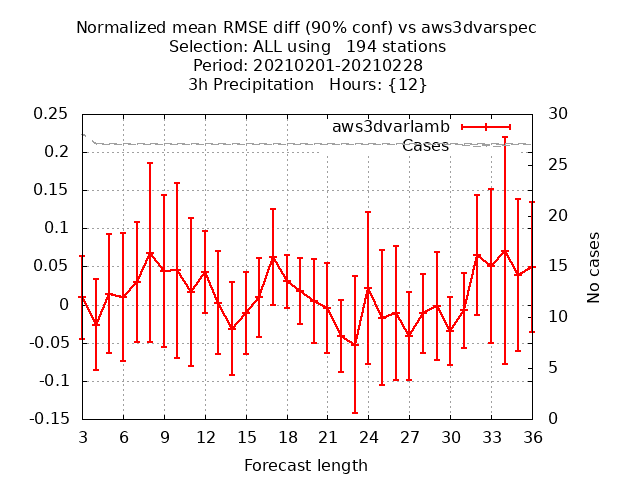 Normalized mean RMSE diff (90% conf) vs aws3dvarspec
Selection: ALL using   194 stations
Period: 20210201-20210228
3h Precipitation   Hours: {12}
0.25
0.2
0.15
0.1
0.05
0
-0.05
-0.1
-0.15
aws3dvarlamb
Cases
30
25
20
15
10
5
0
No cases
3 6 9 12 15 18 21 24 27 30 33 36
Forecast length